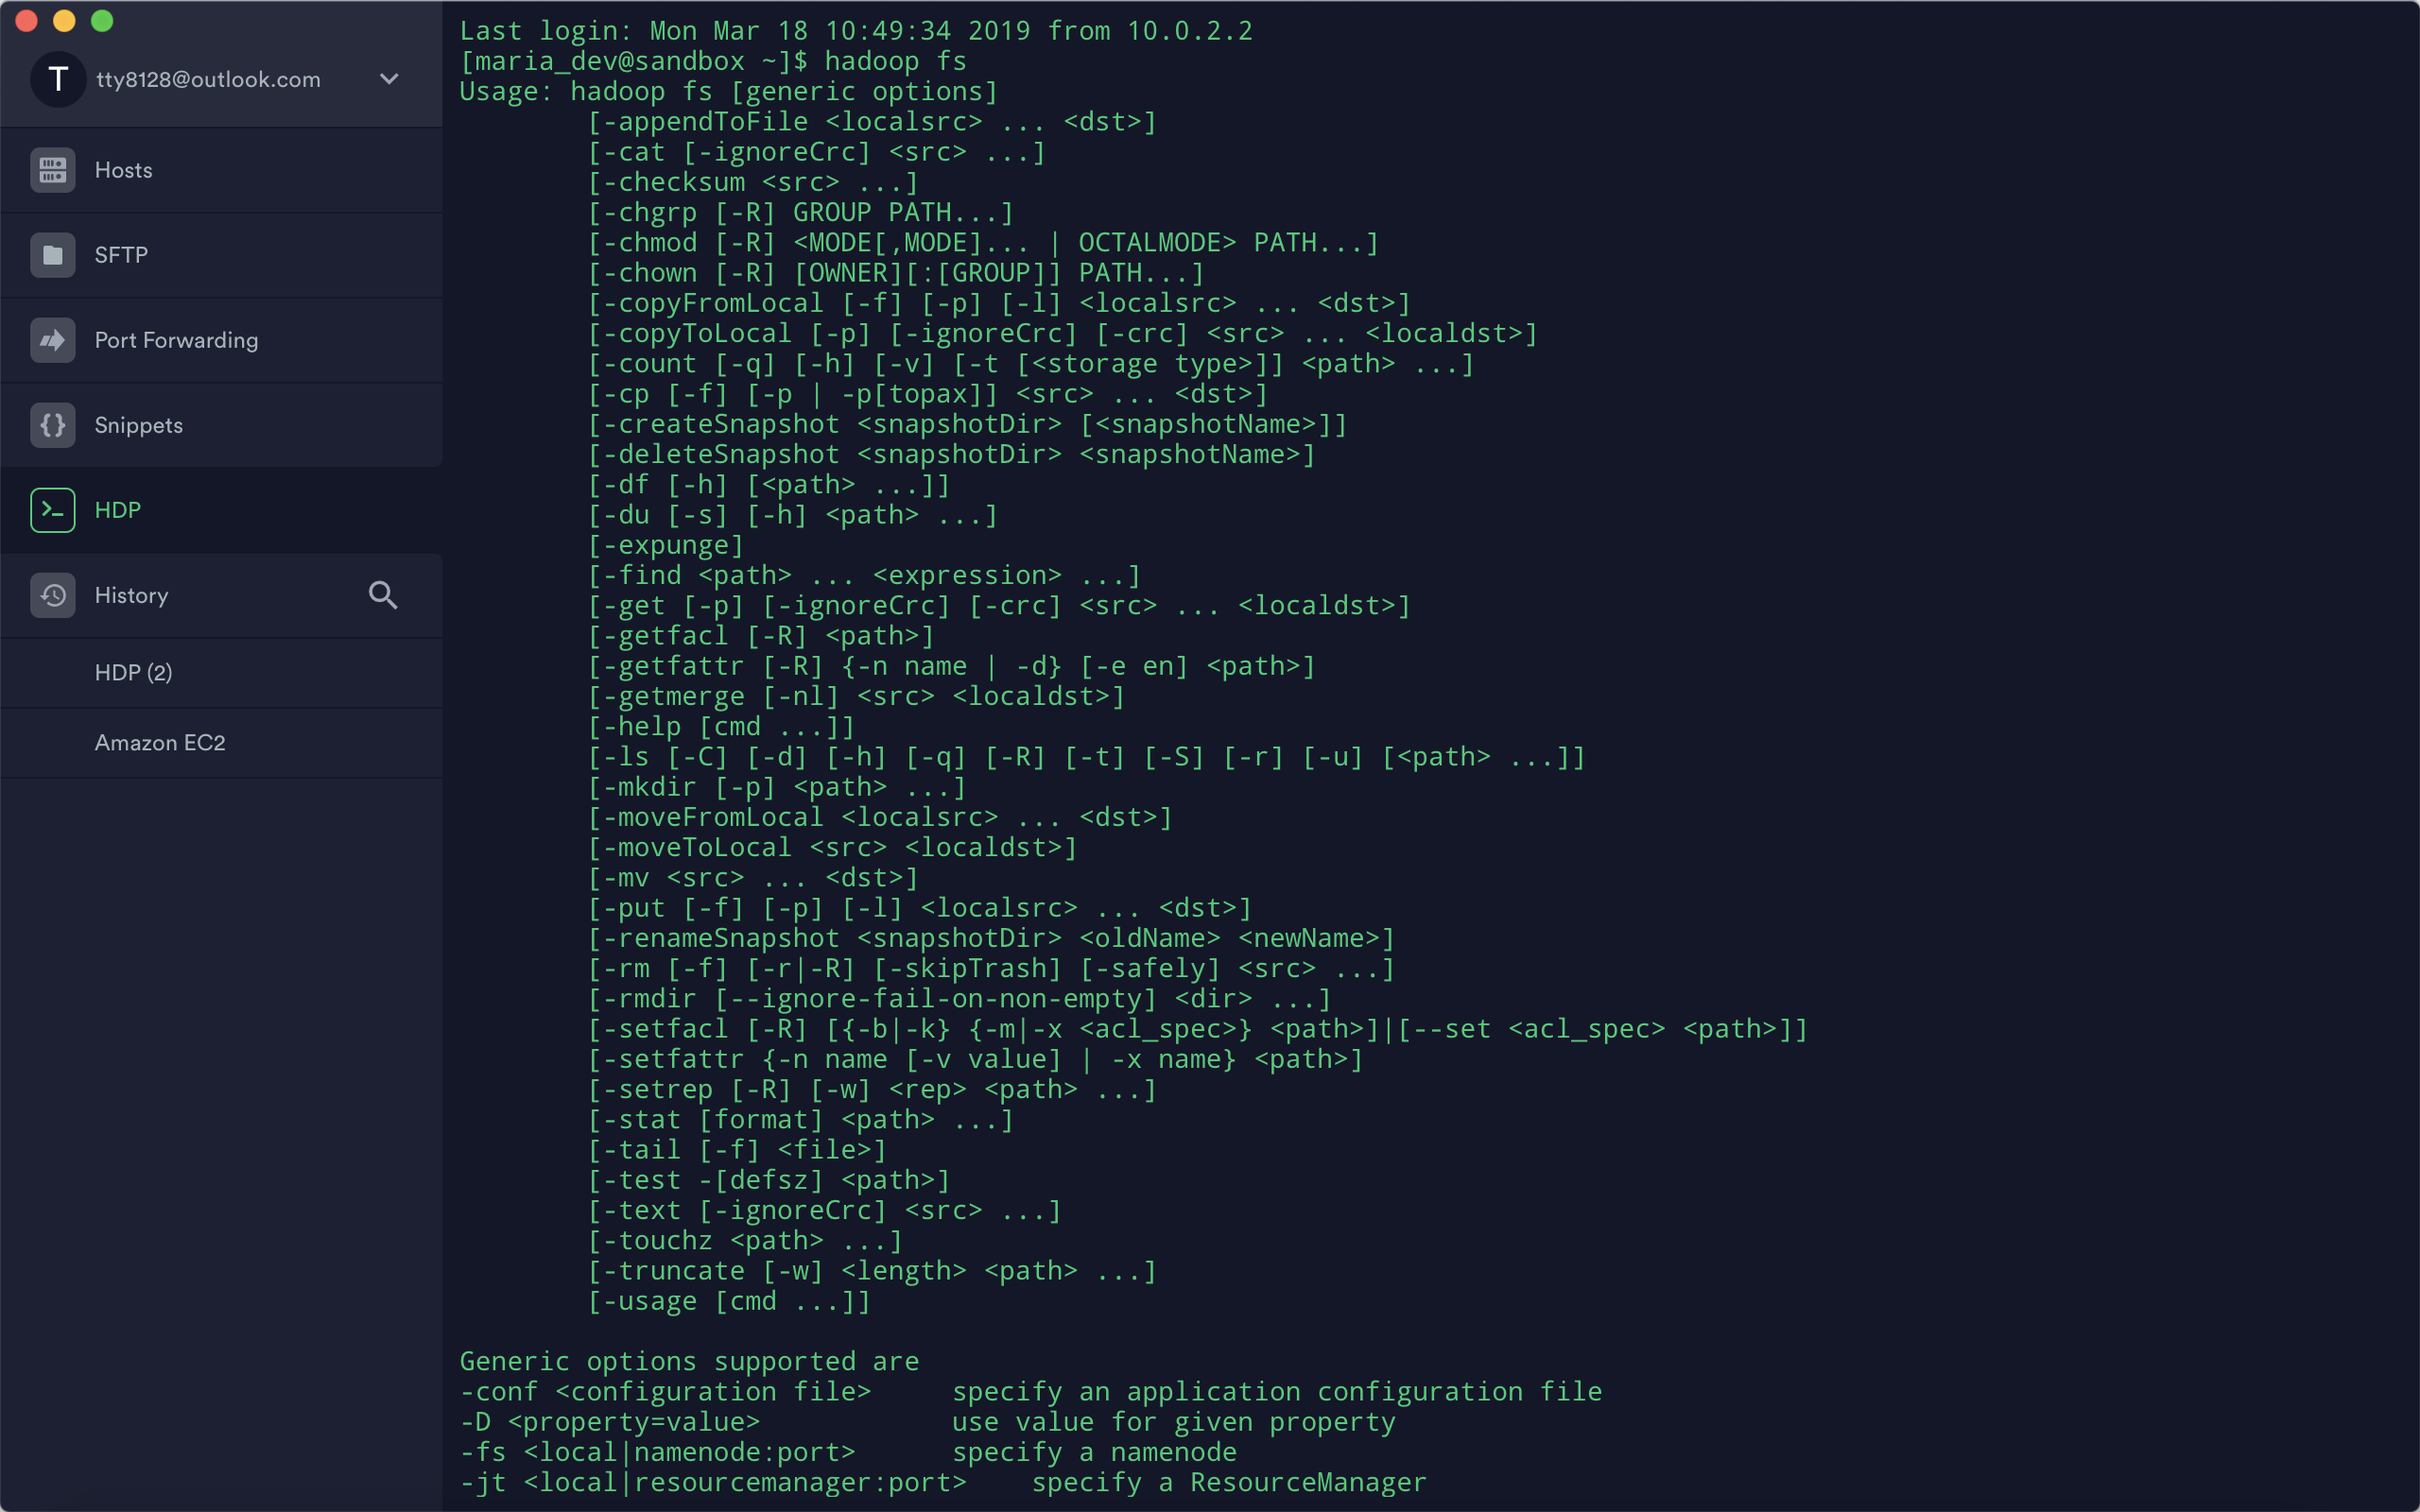 T
tty8128@outlook.com
Hosts
SFTP
Port Forwarding
Snippets
HDP
History
HDP (2)
Amazon EC2
Last login: Mon Mar 18 10:49:34 2019 from 10.0.2.2
[maria_dev@sandbox ~]$ hadoop fs
Usage: hadoop fs [generic options]
[-appendToFile <localsrc> ... <dst>]
[-cat [-ignoreCrc] <src> ...]
[-checksum <src> ...]
[-chgrp [-R] GROUP PATH...]
[-chmod [-R] <MODE[,MODE]... | OCTALMODE> PATH...]
[-chown [-R] [OWNER][:[GROUP]] PATH...]
[-copyFromLocal [-f] [-p] [-l] <localsrc> ... <dst>]
[-copyToLocal [-p] [-ignoreCrc] [-crc] <src> ... <localdst>]
[-count [-q] [-h] [-v] [-t [<storage type>]] <path> ...]
[-cp [-f] [-p | -p[topax]] <src> ... <dst>]
[-createSnapshot <snapshotDir> [<snapshotName>]]
[-deleteSnapshot <snapshotDir> <snapshotName>]
[-df [-h] [<path> ...]]
[-du [-s] [-h] <path> ...]
[-expunge]
[-find <path> ... <expression> ...]
[-get [-p] [-ignoreCrc] [-crc] <src> ... <localdst>]
[-getfacl [-R] <path>]
[-getfattr [-R] {-n name | -d} [-e en] <path>]
[-getmerge [-nl] <src> <localdst>]
[-help [cmd ...]]
[-ls [-C] [-d] [-h] [-q] [-R] [-t] [-S] [-r] [-u] [<path> ...]]
[-mkdir [-p] <path> ...]
[-moveFromLocal <localsrc> ... <dst>]
[-moveToLocal <src> <localdst>]
[-mv <src> ... <dst>]
[-put [-f] [-p] [-l] <localsrc> ... <dst>]
[-renameSnapshot <snapshotDir> <oldName> <newName>]
[-rm [-f] [-r|-R] [-skipTrash] [-safely] <src> ...]
[-rmdir [--ignore-fail-on-non-empty] <dir> ...]
[-setfacl [-R] [{-b|-k} {-m|-x <acl_spec>} <path>]|[--set <acl_spec> <path>]]
[-setfattr {-n name [-v value] | -x name} <path>]
[-setrep [-R] [-w] <rep> <path> ...]
[-stat [format] <path> ...]
[-tail [-f] <file>]
[-test -[defsz] <path>]
[-text [-ignoreCrc] <src> ...]
[-touchz <path> ...]
[-truncate [-w] <length> <path> ...]
[-usage [cmd ...]]
Generic options supported are
-conf <configuration file>     specify an application configuration file
-D <property=value>            use value for given property
-fs <local|namenode:port>      specify a namenode
-jt <local|resourcemanager:port>    specify a ResourceManager